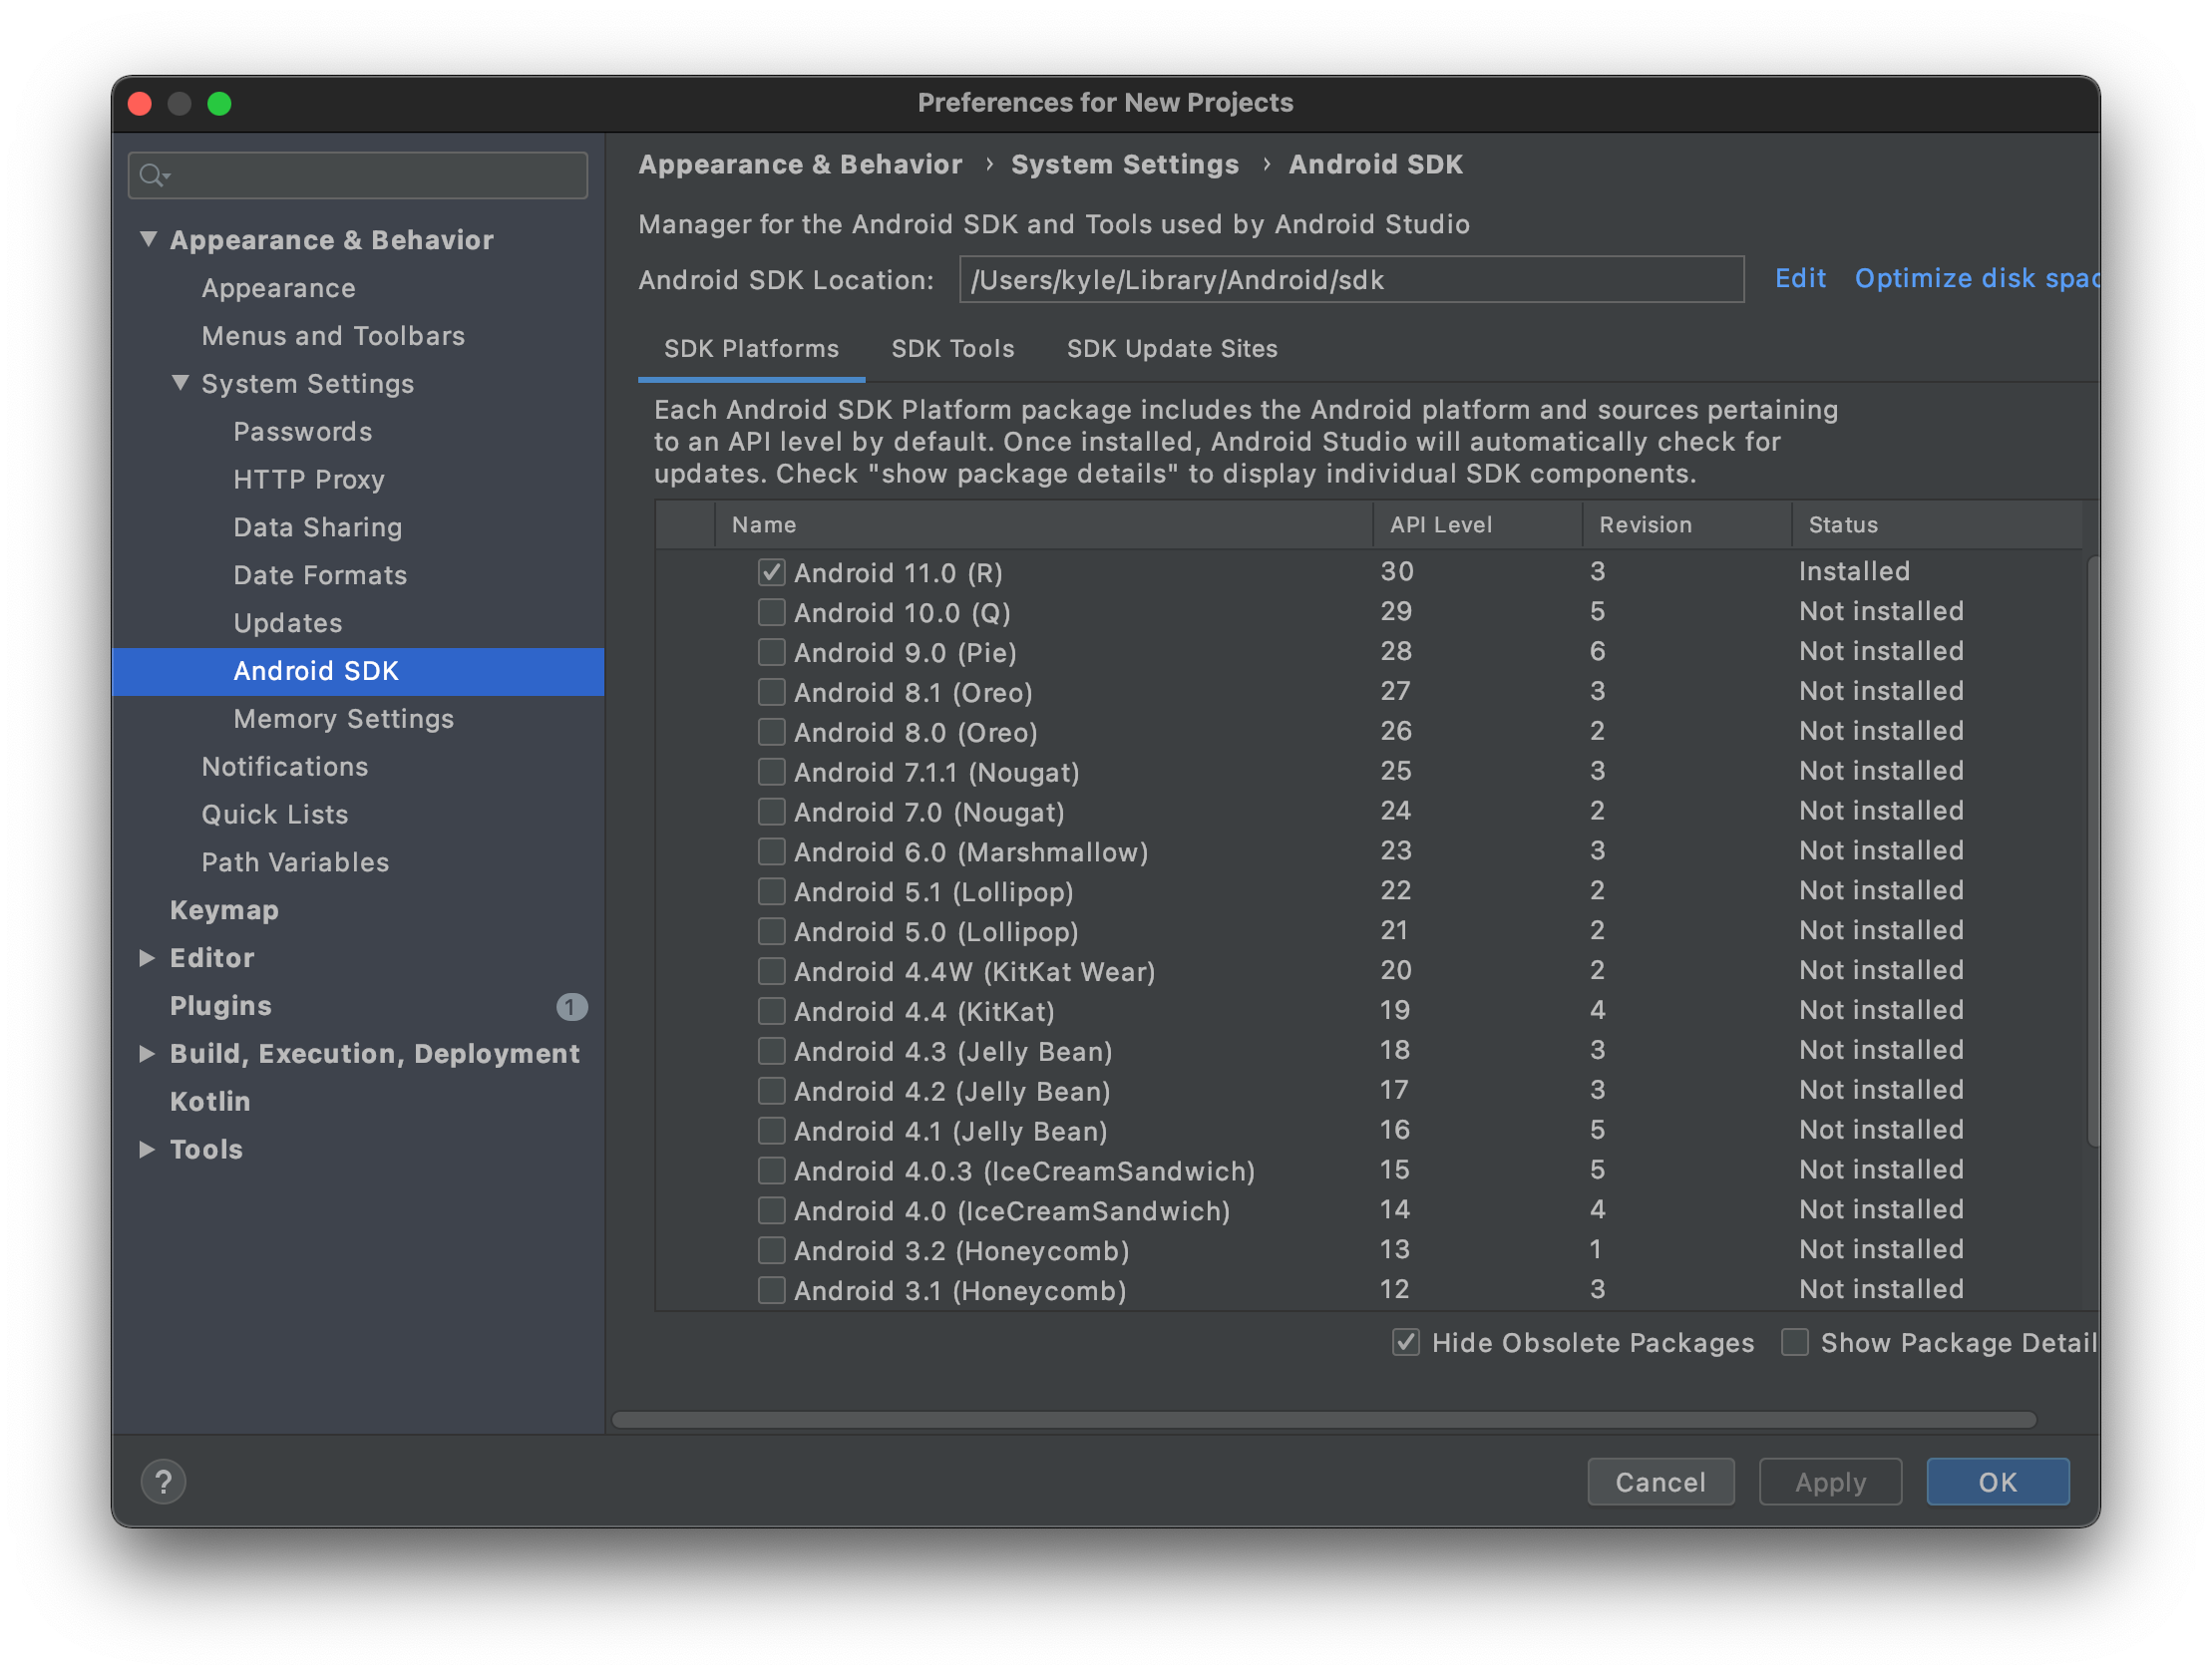 Preferences for New Projects
Appearance & Behavior
Appearance
Menus and Toolbars
System Settings
Passwords
HTTP Proxy
Data Sharing
Date Formats
Updates
Android SDK
Memory Settings
Notifications
Quick Lists
Path Variables
Keymap
Editor
Plugins 1
Build, Execution, Deployment
Kotlin
Tools
Appearance & Behavior › System Settings › Android SDK
Manager for the Android SDK and Tools used by Android Studio
Android SDK Location: /Users/kyle/Library/Android/sdk Edit Optimize disk spac
SDK Platforms SDK Tools SDK Update Sites
Each Android SDK Platform package includes the Android platform and sources pertaining
to an API level by default. Once installed, Android Studio will automatically check for
updates. Check "show package details" to display individual SDK components.
Name API Level Revision Status
Android 11.0 (R) 30 3 Installed
Android 10.0 (Q) 29 5 Not installed
Android 9.0 (Pie) 28 6 Not installed
Android 8.1 (Oreo) 27 3 Not installed
Android 8.0 (Oreo) 26 2 Not installed
Android 7.1.1 (Nougat) 25 3 Not installed
Android 7.0 (Nougat) 24 2 Not installed
Android 6.0 (Marshmallow) 23 3 Not installed
Android 5.1 (Lollipop) 22 2 Not installed
Android 5.0 (Lollipop) 21 2 Not installed
Android 4.4W (KitKat Wear) 20 2 Not installed
Android 4.4 (KitKat) 19 4 Not installed
Android 4.3 (Jelly Bean) 18 3 Not installed
Android 4.2 (Jelly Bean) 17 3 Not installed
Android 4.1 (Jelly Bean) 16 5 Not installed
Android 4.0.3 (IceCreamSandwich) 15 5 Not installed
Android 4.0 (IceCreamSandwich) 14 4 Not installed
Android 3.2 (Honeycomb) 13 1 Not installed
Android 3.1 (Honeycomb) 12 3 Not installed
Hide Obsolete Packages Show Package Detail
? Cancel Apply OK